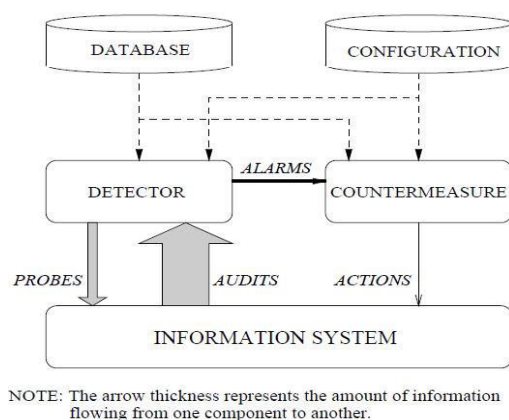 DATABASE
CONFIGURATION
ALARMS
DETECTOR
COUNTERMEASURE
PROBES
AUDITS
ACTIONS
INFORMATION SYSTEM
NOTE: The arrow thickness represents the amount of information
flowing from one component to another.